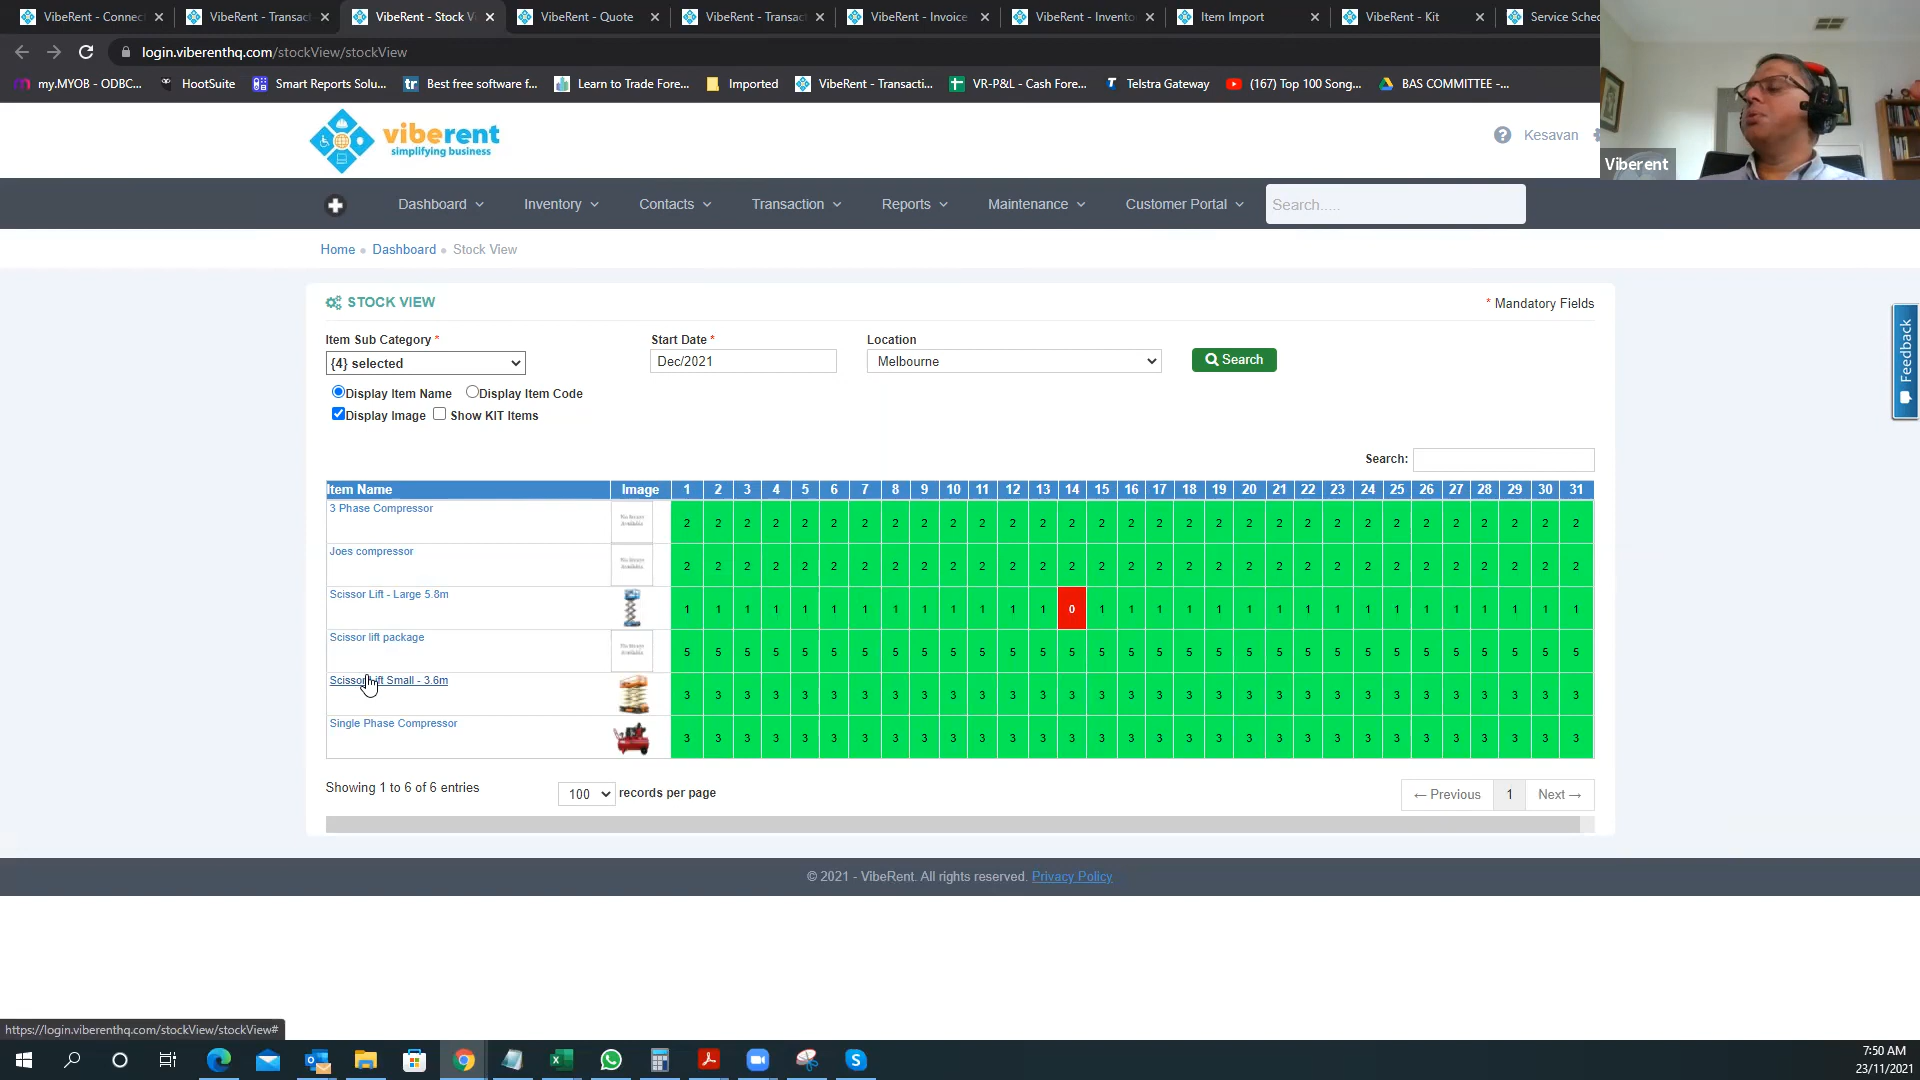 VibeRent - Connec
VibeRent - Transac
VibeRent - Stock V
VibeRent - Quote
VibeRent - Transac
VibeRent - Invoice
VibeRent - Invento
Item Import
VibeRent - Kit
Service Sched
login.viberenthq.com/stockView/stockView
my.MYOB - ODBC...
HootSuite
Smart Reports Solu...
Best free software f...
Learn to Trade Fore...
Imported
VibeRent - Transacti...
VR-P&L - Cash Fore...
Telstra Gateway
(167) Top 100 Song...
BAS COMMITTEE -...
viberent
simplifying business
Kesavan
Viberent
Dashboard
Inventory
Contacts
Transaction
Reports
Maintenance
Customer Portal
Search.....
Home
Dashboard
Stock View
STOCK VIEW
* Mandatory Fields
Item Sub Category *
Start Date *
Location
{4} selected
Dec/2021
Melbourne
Search
Display Item Name
Display Item Code
Display Image
Show KIT Items
Search:
Item Name Image 1 2 3 4 5 6 7 8 9 10 11 12 13 14 15 16 17 18 19 20 21 22 23 24 25 26 27 28 29 30 31
3 Phase Compressor 2 2 2 2 2 2 2 2 2 2 2 2 2 2 2 2 2 2 2 2 2 2 2 2 2 2 2 2 2 2 2
Joes compressor 2 2 2 2 2 2 2 2 2 2 2 2 2 2 2 2 2 2 2 2 2 2 2 2 2 2 2 2 2 2 2
Scissor Lift - Large 5.8m 1 1 1 1 1 1 1 1 1 1 1 1 1 0 1 1 1 1 1 1 1 1 1 1 1 1 1 1 1 1 1
Scissor lift package 5 5 5 5 5 5 5 5 5 5 5 5 5 5 5 5 5 5 5 5 5 5 5 5 5 5 5 5 5 5 5
Scissor Lift Small - 3.6m 3 3 3 3 3 3 3 3 3 3 3 3 3 3 3 3 3 3 3 3 3 3 3 3 3 3 3 3 3 3 3
Single Phase Compressor 3 3 3 3 3 3 3 3 3 3 3 3 3 3 3 3 3 3 3 3 3 3 3 3 3 3 3 3 3 3 3
Showing 1 to 6 of 6 entries
100 records per page
← Previous 1 Next →
Feedback
© 2021 - VibeRent. All rights reserved. Privacy Policy
https://login.viberenthq.com/stockView/stockView#
7:50 AM
23/11/2021